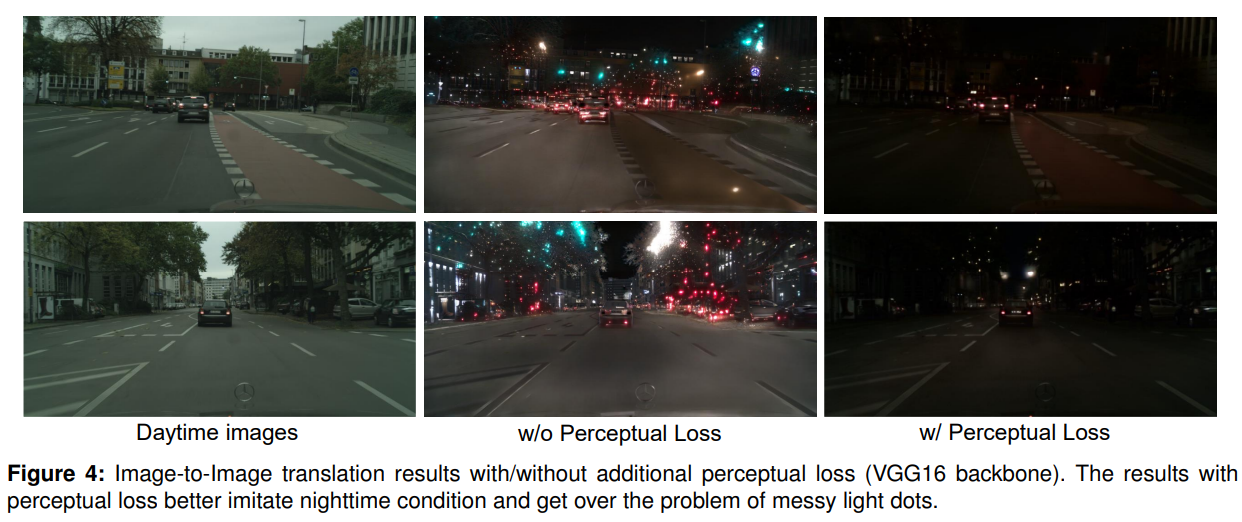 Daytime images
w/o Perceptual Loss
w/ Perceptual Loss
Figure 4: Image-to-Image translation results with/without additional perceptual loss (VGG16 backbone). The results with
perceptual loss better imitate nighttime condition and get over the problem of messy light dots.